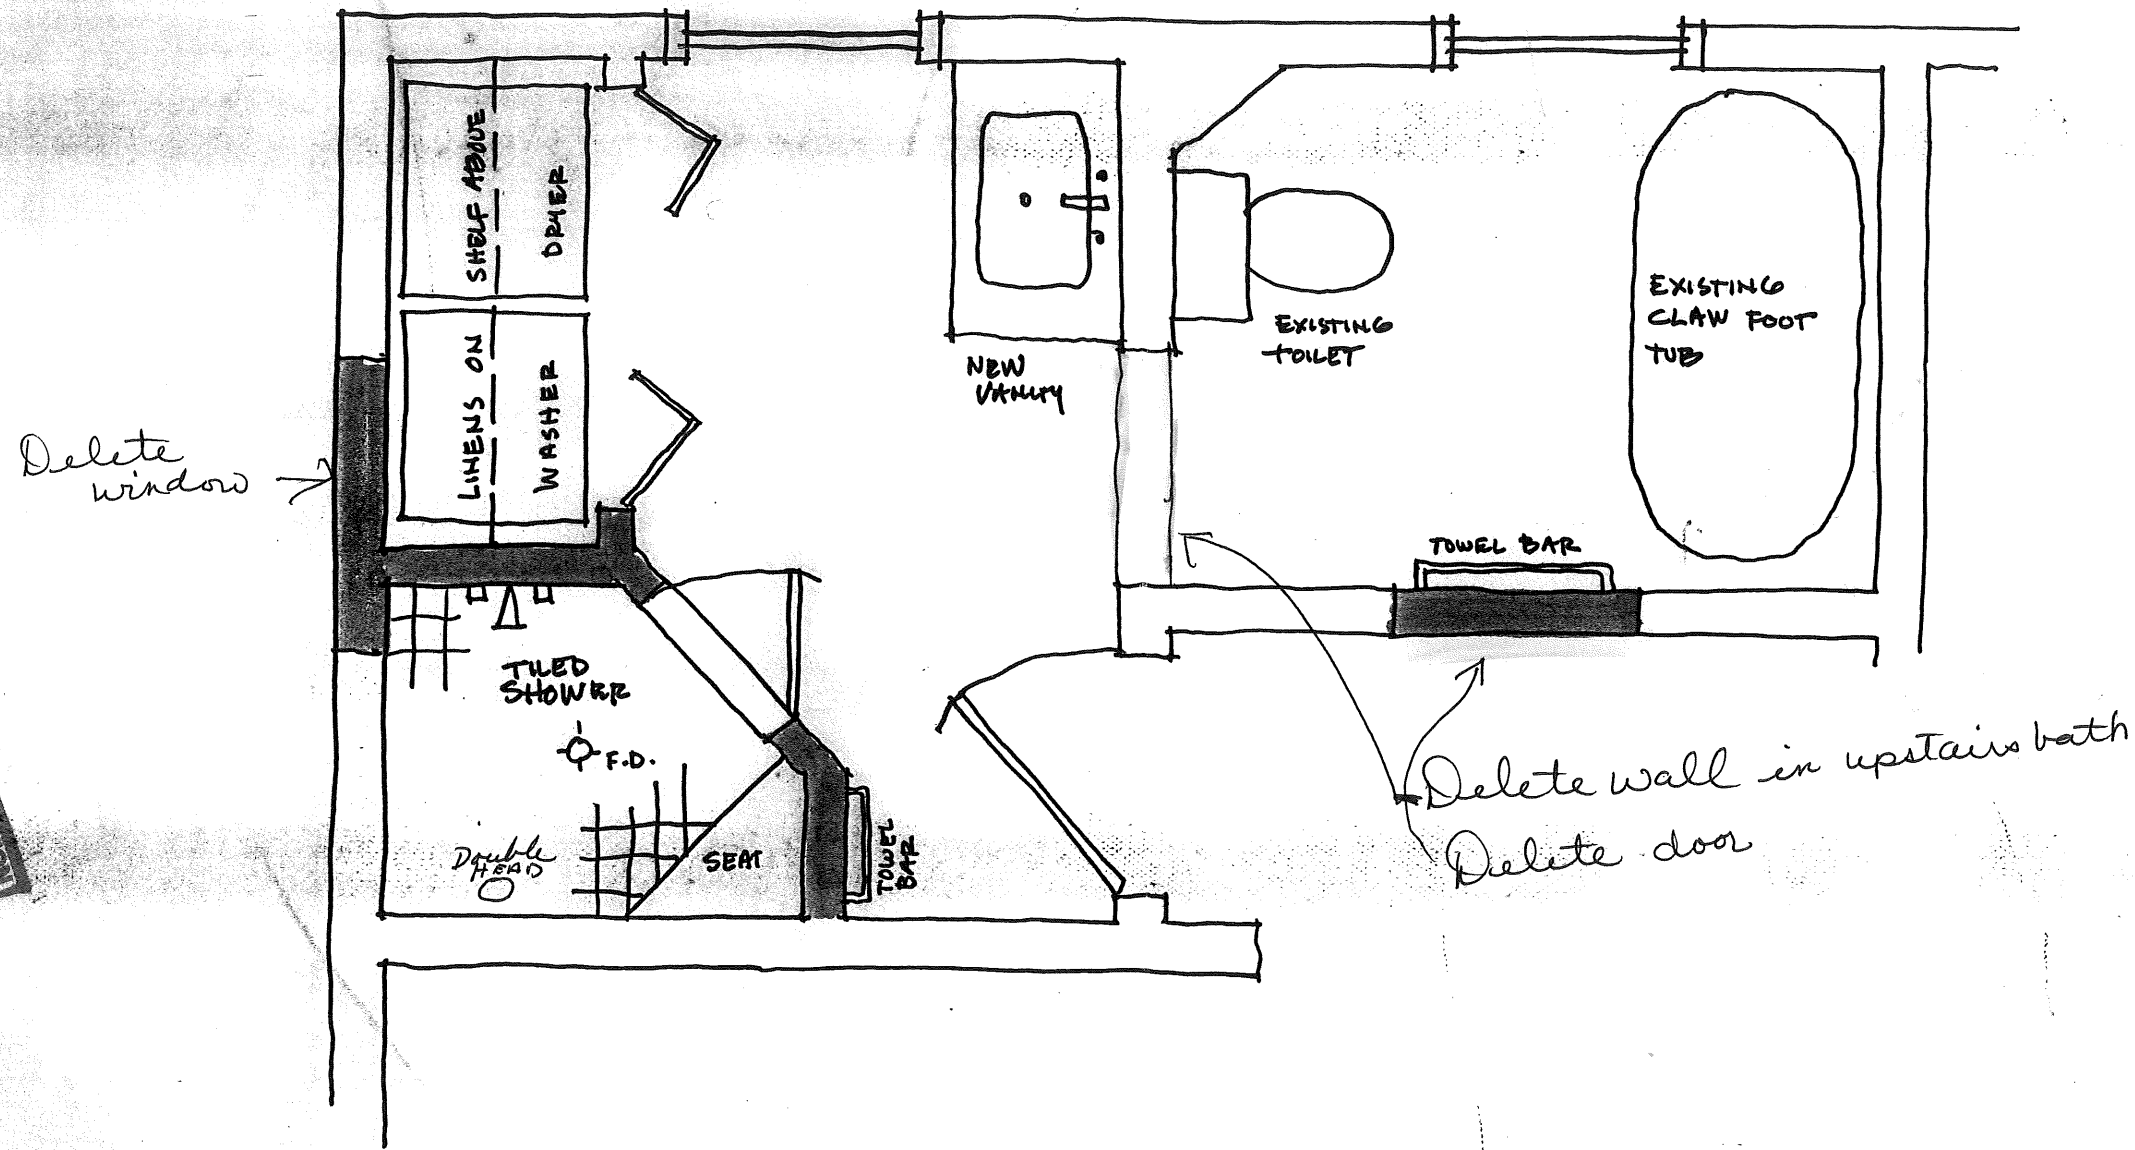 SHELF ABOVE
DRYER
LINENS ON
WASHER
Delete
window
NEW
VANITY
EXISTING
TOILET
EXISTING
CLAW FOOT
TUB
TOWEL BAR
TILED
SHOWER
F.D.
Double
HEAD
SEAT
TOWEL
BAR
Delete wall in upstairs bath
Delete door